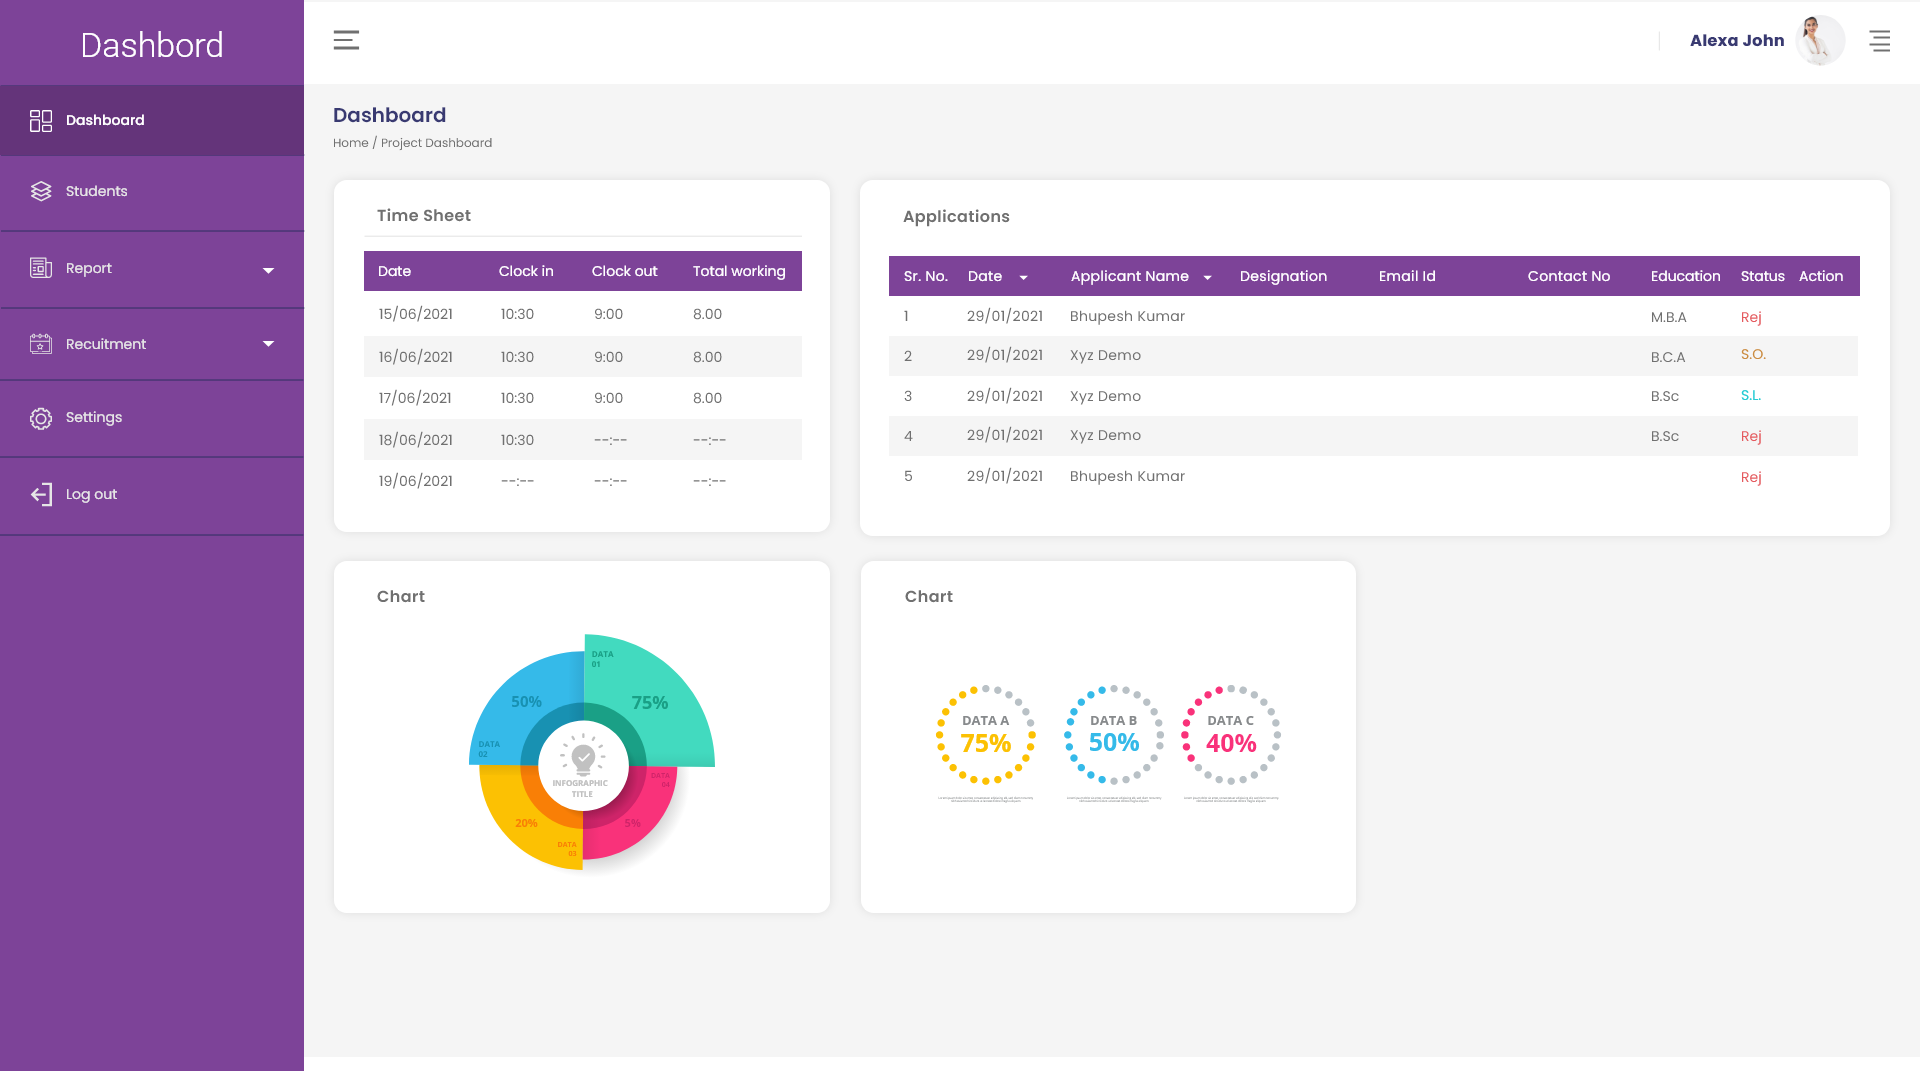 Dashbord
Alexa John
Dashboard
Students
Report
Recuitment
Settings
Log out
Dashboard
Home / Project Dashboard
Time Sheet
Date Clock in Clock out Total working
15/06/2021 10:30 9:00 8.00
16/06/2021 10:30 9:00 8.00
17/06/2021 10:30 9:00 8.00
18/06/2021 10:30 --:-- --:--
19/06/2021 --:-- --:-- --:--
Applications
Sr. No. Date Applicant Name Designation Email Id Contact No Education Status Action
1 29/01/2021 Bhupesh Kumar M.B.A Rej
2 29/01/2021 Xyz Demo B.C.A S.O.
3 29/01/2021 Xyz Demo B.Sc S.L.
4 29/01/2021 Xyz Demo B.Sc Rej
5 29/01/2021 Bhupesh Kumar Rej
Chart
DATA
01
50%
75%
DATA
02
INFOGRAPHIC
TITLE
DATA
04
20%
5%
DATA
03
Chart
DATA A
75%
DATA B
50%
DATA C
40%